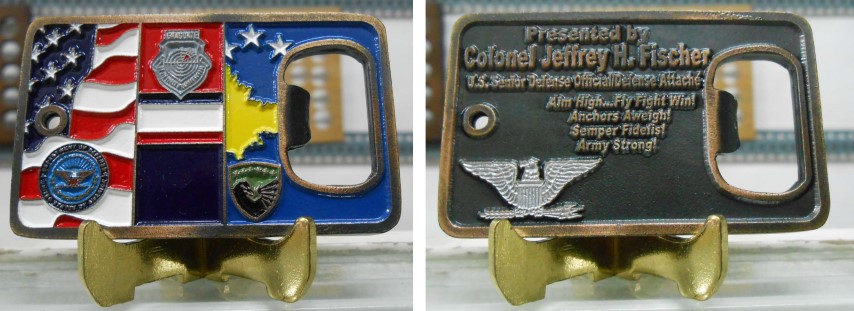 Presented by
Colonel Jeffrey H. Fischer
U.S. Senior Defense Official/Defense Attaché
Aim High...Fly Fight Win!
Anchors Aweigh!
Semper Fidelis!
Army Strong!